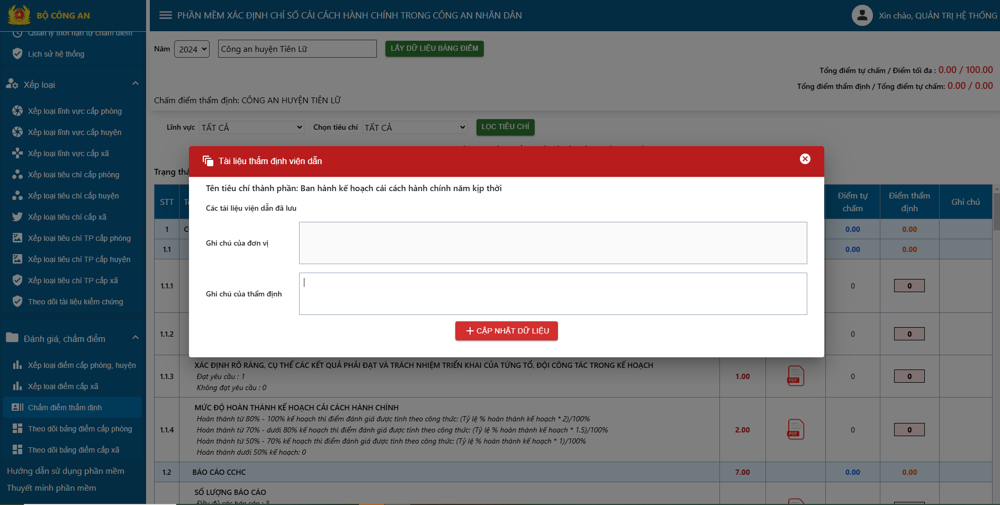 BỘ CÔNG AN
PHẦN MỀM XÁC ĐỊNH CHỈ SỐ CẢI CÁCH HÀNH CHÍNH TRONG CÔNG AN NHÂN DÂN
Xin chào, QUẢN TRỊ HỆ THỐNG
Quản lý thời hạn tự chấm điểm
Lịch sử hệ thống
Xếp loại
Xếp loại lĩnh vực cấp phòng
Xếp loại lĩnh vực cấp huyện
Xếp loại lĩnh vực cấp xã
Xếp loại tiêu chí cấp phòng
Xếp loại tiêu chí cấp huyện
Xếp loại tiêu chí cấp xã
Xếp loại tiêu chí TP cấp phòng
Xếp loại tiêu chí TP cấp huyện
Xếp loại tiêu chí TP cấp xã
Theo dõi tài liệu kiểm chứng
Đánh giá, chấm điểm
Xếp loại điểm cấp phòng, huyện
Xếp loại điểm cấp xã
Chấm điểm thẩm định
Theo dõi bảng điểm cấp phòng
Theo dõi bảng điểm cấp xã
Hướng dẫn sử dụng phần mềm
Thuyết minh phần mềm
Năm 2024 Công an huyện Tiên Lữ LẤY DỮ LIỆU BẢNG ĐIỂM
Tổng điểm tự chấm / Điểm tối đa : 0.00 / 100.00
Tổng điểm thẩm định / Tổng điểm tự chấm: 0.00 / 0.00
Chấm điểm thẩm định: CÔNG AN HUYỆN TIÊN LỮ
Lĩnh vực TẤT CẢ Chọn tiêu chí TẤT CẢ LỌC TIÊU CHÍ
Tài liệu thẩm định viện dẫn
Tên tiêu chí thành phần: Ban hành kế hoạch cải cách hành chính năm kịp thời
Các tài liệu viện dẫn đã lưu
Ghi chú của đơn vị
Ghi chú của thẩm định
CẬP NHẬT DỮ LIỆU
Trạng
STT Điểm tự chấm Điểm thẩm định Ghi chú
1 0.00 0.00
1.1 0.00 0.00
1.1.1 0 0
1.1.2 0 0
1.1.3 XÁC ĐỊNH RÕ RÀNG, CỤ THỂ CÁC KẾT QUẢ PHẢI ĐẠT VÀ TRÁCH NHIỆM TRIỂN KHAI CỦA TỪNG TỔ, ĐỘI CÔNG TÁC TRONG KẾ HOẠCH 1.00 PDF 0 0
Đạt yêu cầu : 1
Không đạt yêu cầu : 0
1.1.4 MỨC ĐỘ HOÀN THÀNH KẾ HOẠCH CẢI CÁCH HÀNH CHÍNH 2.00 PDF 0 0
Hoàn thành từ 80% - 100% kế hoạch thì điểm đánh giá được tính theo công thức: (Tỷ lệ % hoàn thành kế hoạch * 2)/100%
Hoàn thành từ 70% - dưới 80% kế hoạch thì điểm đánh giá được tính theo công thức: (Tỷ lệ % hoàn thành kế hoạch * 1.5)/100%
Hoàn thành từ 50% - 70% kế hoạch thì điểm đánh giá được tính theo công thức: (Tỷ lệ % hoàn thành kế hoạch * 1)/100%
Hoàn thành dưới 50% kế hoạch: 0
1.2 BÁO CÁO CCHC 7.00 0.00 0.00
SỐ LƯỢNG BÁO CÁO
Đầy đủ các báo cáo : 3